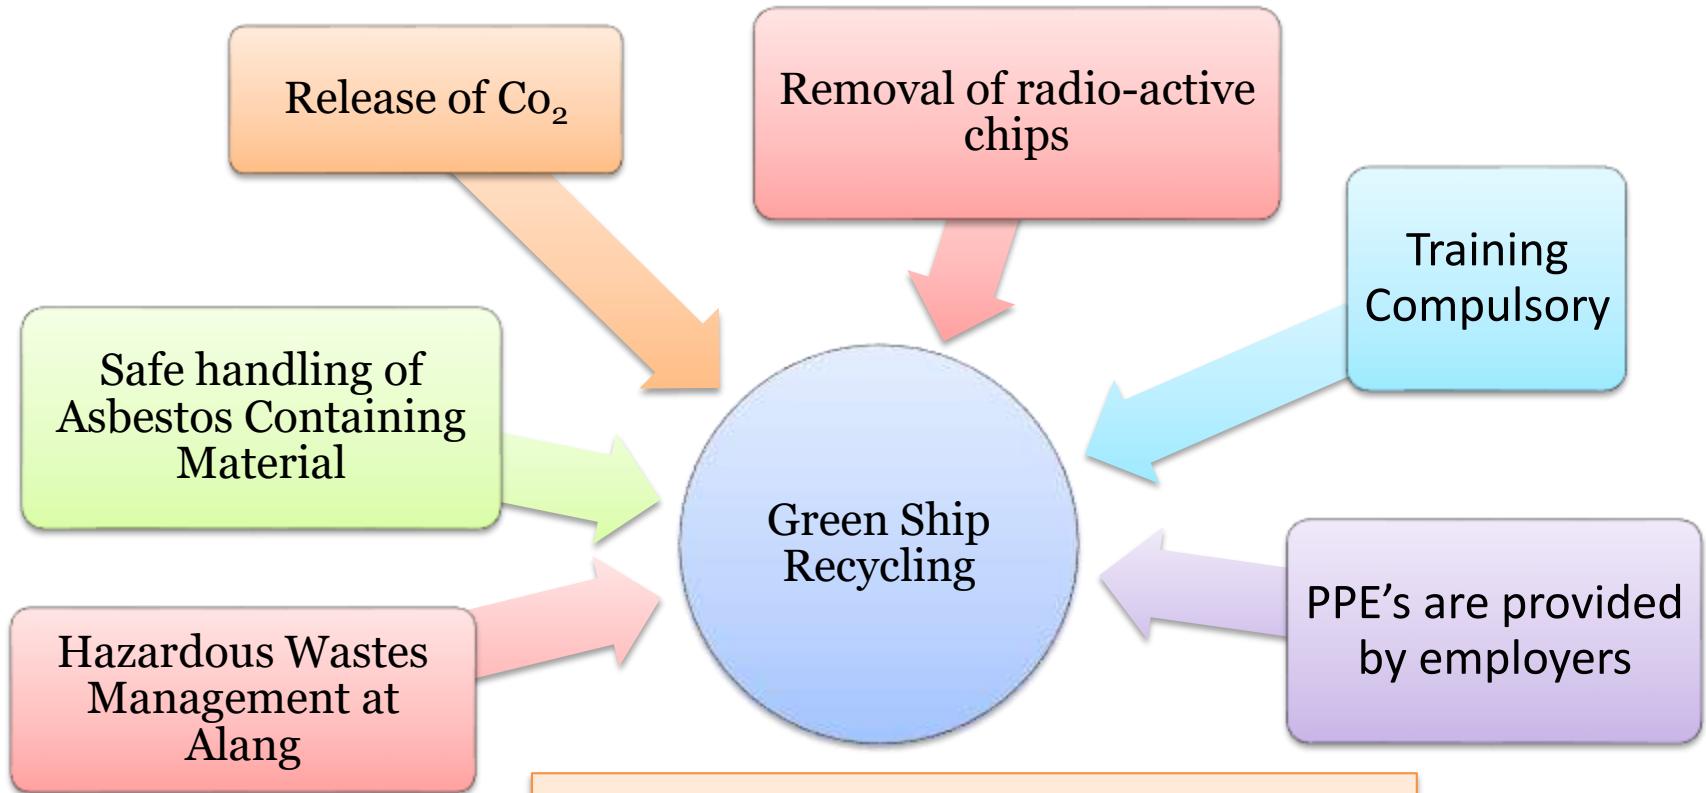 Release of Co₂
Removal of radio-active
chips
Training
Compulsory
Safe handling of
Asbestos Containing
Material
Green Ship
Recycling
PPE’s are provided
by employers
Hazardous Wastes
Management at
Alang